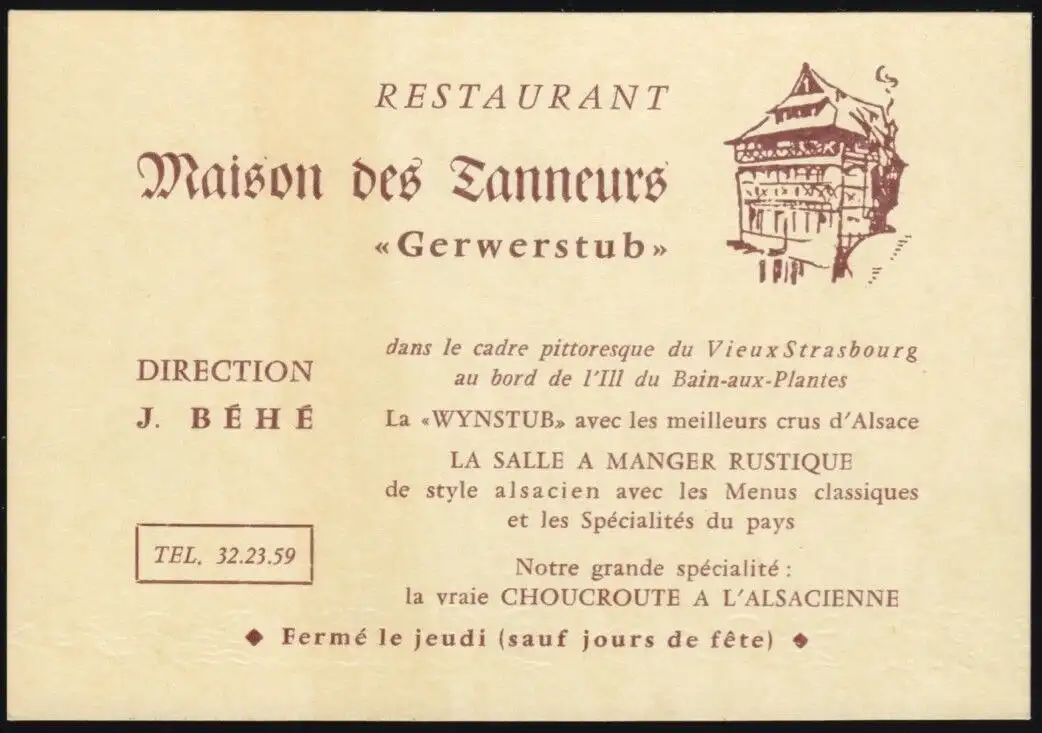 RESTAURANT
Maison des Tanneurs
«Gerwerstub»
DIRECTION
J. BÉHÉ
TEL. 32.23.59
dans le cadre pittoresque du Vieux Strasbourg
au bord de l'Ill du Bain-aux-Plantes
La «WYNSTUB» avec les meilleurs crus d'Alsace
LA SALLE A MANGER RUSTIQUE
de style alsacien avec les Menus classiques
et les Spécialités du pays
Notre grande spécialité :
la vraie CHOUCROUTE A L'ALSACIENNE
◆ Fermé le jeudi (sauf jours de fête) ◆